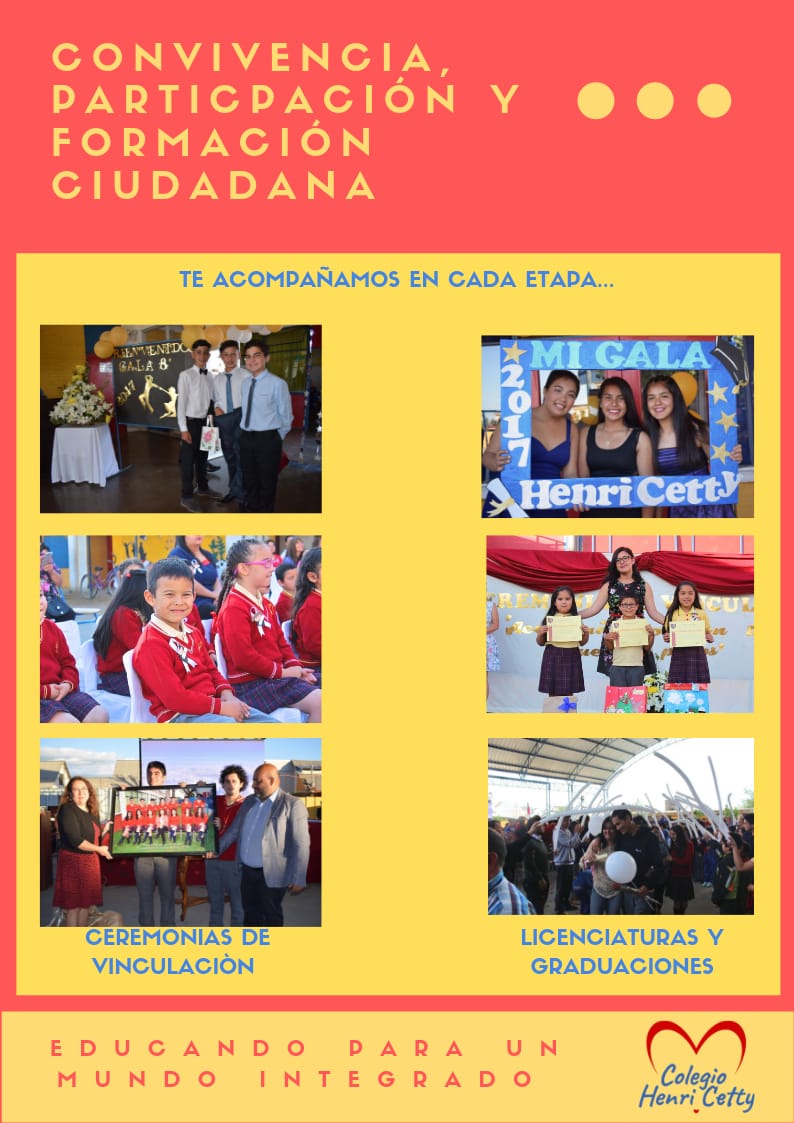 CONVIVENCIA,
PARTICPACIÓN Y
FORMACIÓN
CIUDADANA
TE ACOMPAÑAMOS EN CADA ETAPA...
GALA 8°
2017
MI GALA
2017
Henri Cetty
CEREMONIAS DE
VINCULACIÒN
LICENCIATURAS Y
GRADUACIONES
EDUCANDO PARA UN
MUNDO INTEGRADO
Colegio
Henri Cetty